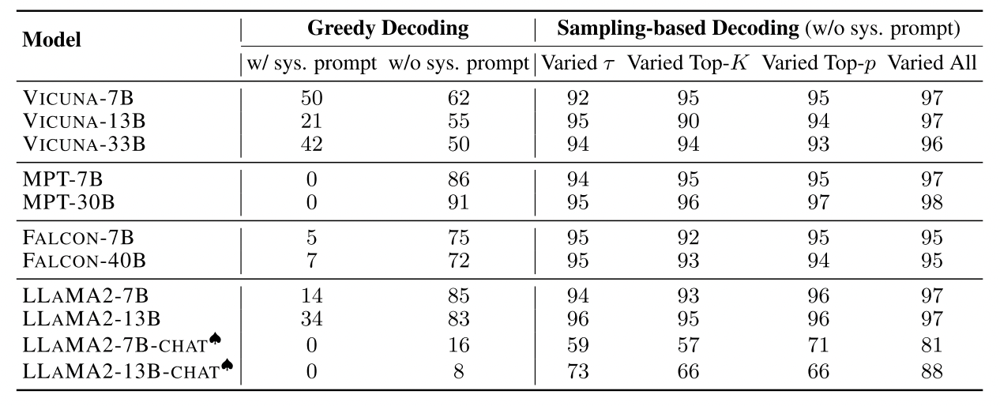 Model | Greedy Decoding | Sampling-based Decoding (w/o sys. prompt)
w/ sys. prompt w/o sys. prompt | Varied τ Varied Top-K Varied Top-p Varied All
VICUNA-7B 50 62 92 95 95 97
VICUNA-13B 21 55 95 90 94 97
VICUNA-33B 42 50 94 94 93 96
MPT-7B 0 86 94 95 95 97
MPT-30B 0 91 95 96 97 98
FALCON-7B 5 75 95 92 95 95
FALCON-40B 7 72 95 93 94 95
LLAMA2-7B 14 85 94 93 96 97
LLAMA2-13B 34 83 96 95 96 97
LLAMA2-7B-CHAT♠ 0 16 59 57 71 81
LLAMA2-13B-CHAT♠ 0 8 73 66 66 88